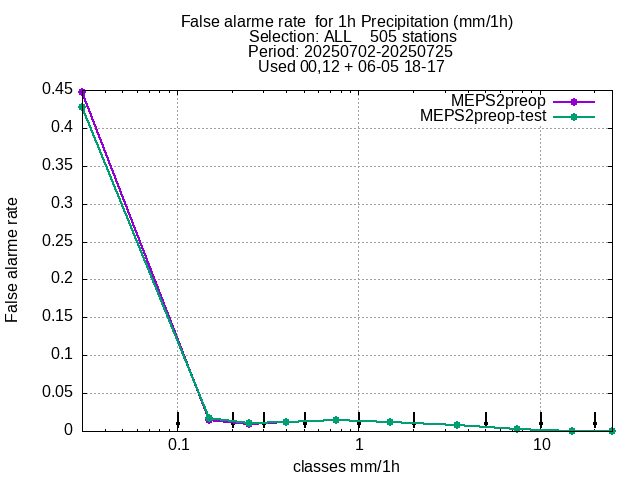 False alarme rate  for 1h Precipitation (mm/1h)
Selection: ALL    505 stations
Period: 20250702-20250725
Used 00,12 + 06-05 18-17
MEPS2preop
MEPS2preop-test
0.45
0.4
0.35
0.3
0.25
0.2
0.15
0.1
0.05
0
False alarme rate
0.1
1
10
classes mm/1h